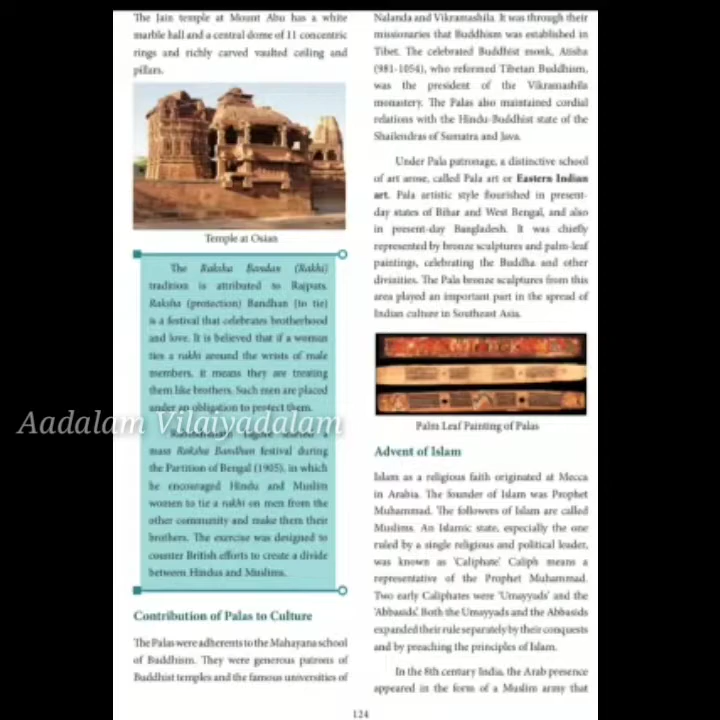 The Jain temple at Mount Abu has a white
marble hall and a central dome of 11 concentric
rings and richly carved vaulted ceiling and
pillars.
Temple at Osian
The Raksha Bandan (Rakhi)
tradition is attributed to Rajputs.
Raksha (protection) Bandhan (to tie)
is a festival that celebrates brotherhood
and love. It is believed that if a woman
ties a rakhi around the wrists of male
members, it means they are treating
them like brothers. Such men are placed
under an obligation to protect them.
Aadalam Vilaiyadalam
Rabindranath Tagore started a
mass Raksha Bandhan festival during
the Partition of Bengal (1905), in which
he encouraged Hindu and Muslim
women to tie a rakhi on men from the
other community and make them their
brothers. The exercise was designed to
counter British efforts to create a divide
between Hindus and Muslims.
Contribution of Palas to Culture
The Palas were adherents to the Mahayana school
of Buddhism. They were generous patrons of
Buddhist temples and the famous universities of
Nalanda and Vikramashila. It was through their
missionaries that Buddhism was established in
Tibet. The celebrated Buddhist monk, Atisha
(981-1054), who reformed Tibetan Buddhism,
was the president of the Vikramashila
monastery. The Palas also maintained cordial
relations with the Hindu-Buddhist state of the
Shailendras of Sumatra and Java.
Under Pala patronage, a distinctive school
of art arose, called Pala art or Eastern Indian
art. Pala artistic style flourished in present-
day states of Bihar and West Bengal, and also
in present-day Bangladesh. It was chiefly
represented by bronze sculptures and palm-leaf
paintings, celebrating the Buddha and other
divinities. The Pala bronze sculptures from this
area played an important part in the spread of
Indian culture in Southeast Asia.
Palm Leaf Painting of Palas
Advent of Islam
Islam as a religious faith originated at Mecca
in Arabia. The founder of Islam was Prophet
Muhammad. The followers of Islam are called
Muslims. An Islamic state, especially the one
ruled by a single religious and political leader,
was known as 'Caliphate'. Caliph means a
representative of the Prophet Muhammad.
Two early Caliphates were 'Umayyads' and the
'Abbasids'. Both the Umayyads and the Abbasids
expanded their rule separately by their conquests
and by preaching the principles of Islam.
In the 8th century India, the Arab presence
appeared in the form of a Muslim army that
124